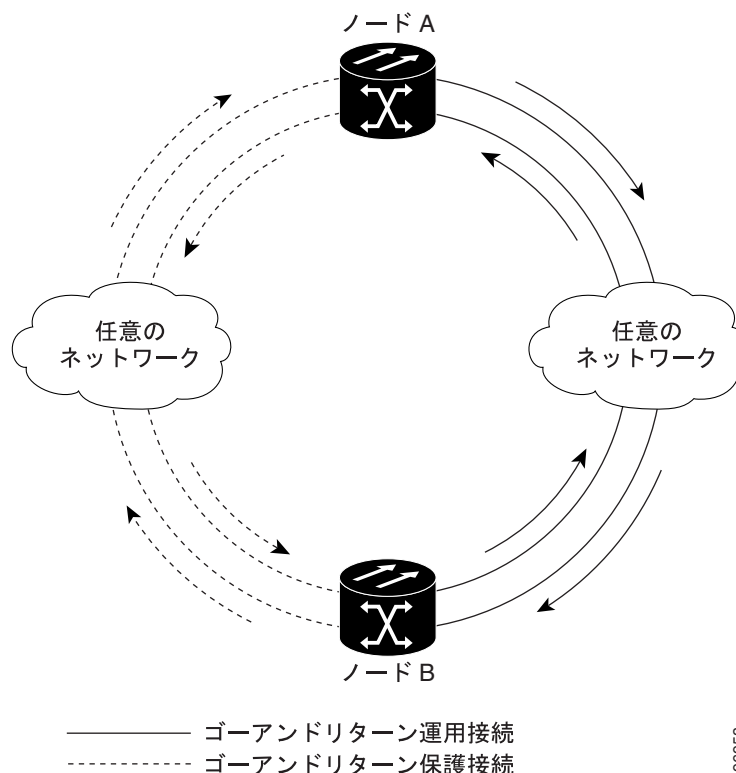 ノード A
任意の
ネットワーク
任意の
ネットワーク
ノード B
ゴーアンドリターン運用接続
ゴーアンドリターン保護接続